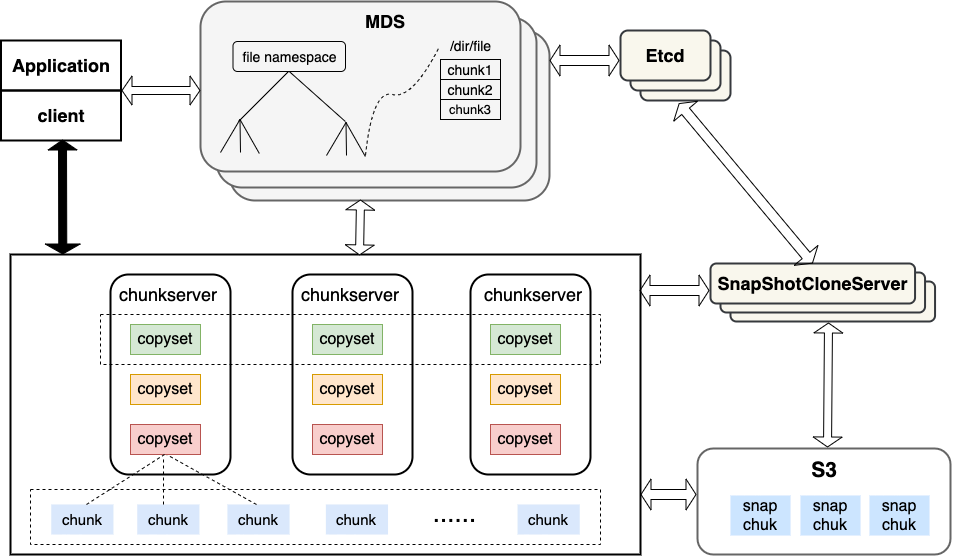 MDS
file namespace
/dir/file
chunk1
chunk2
chunk3
Etcd
Application
client
chunkserver
chunkserver
chunkserver
copyset
copyset
copyset
copyset
copyset
copyset
copyset
copyset
copyset
chunk
chunk
chunk
chunk
......
chunk
SnapShotCloneServer
S3
snap
chuk
snap
chuk
snap
chuk